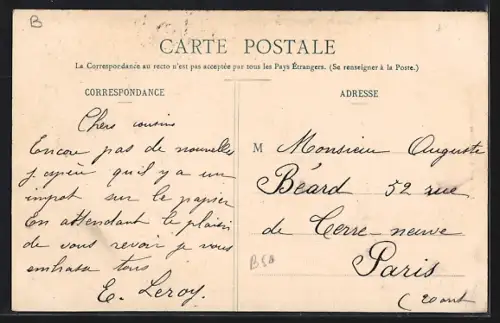 B
CARTE POSTALE
La Correspondance au recto n'est pas acceptée par tous les Pays Étrangers. (Se renseigner à la Poste.)
CORRESPONDANCE
Chers cousins
Encore pas de nouvelles
j espère qu'il y a un
impot sur le papier
En attendant le plaisir
de vous revoir je vous
embrasse tous
E. Leroy.
ADRESSE
M Monsieur Auguste
Béard 52 rue
de Terre neuve
Paris
(20 ant